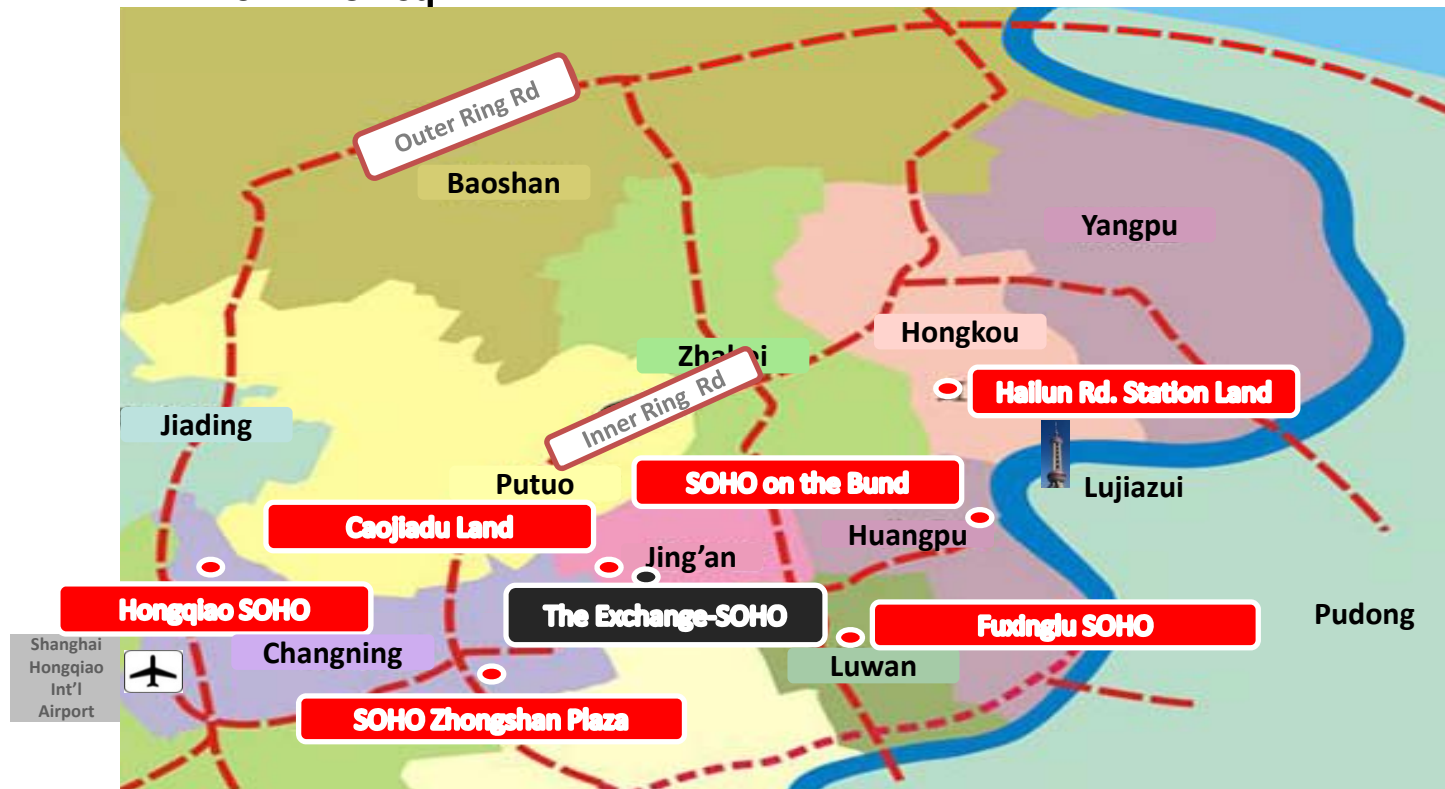 Outer Ring Rd
Baoshan
Yangpu
Hongkou
Zhabei
Inner Ring Rd
Hailun Rd. Station Land
Jiading
Putuo
SOHO on the Bund
Lujiazui
Caojiadu Land
Huangpu
Jing’an
Hongqiao SOHO
The Exchange-SOHO
Fuxinglu SOHO
Pudong
Shanghai
Hongqiao
Int’l
Airport
Changning
Luwan
SOHO Zhongshan Plaza